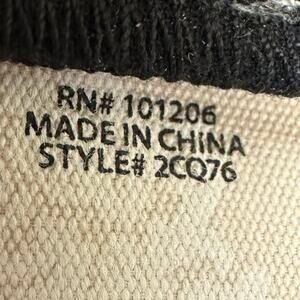 RN# 101206
MADE IN CHINA
STYLE# 2CQ76